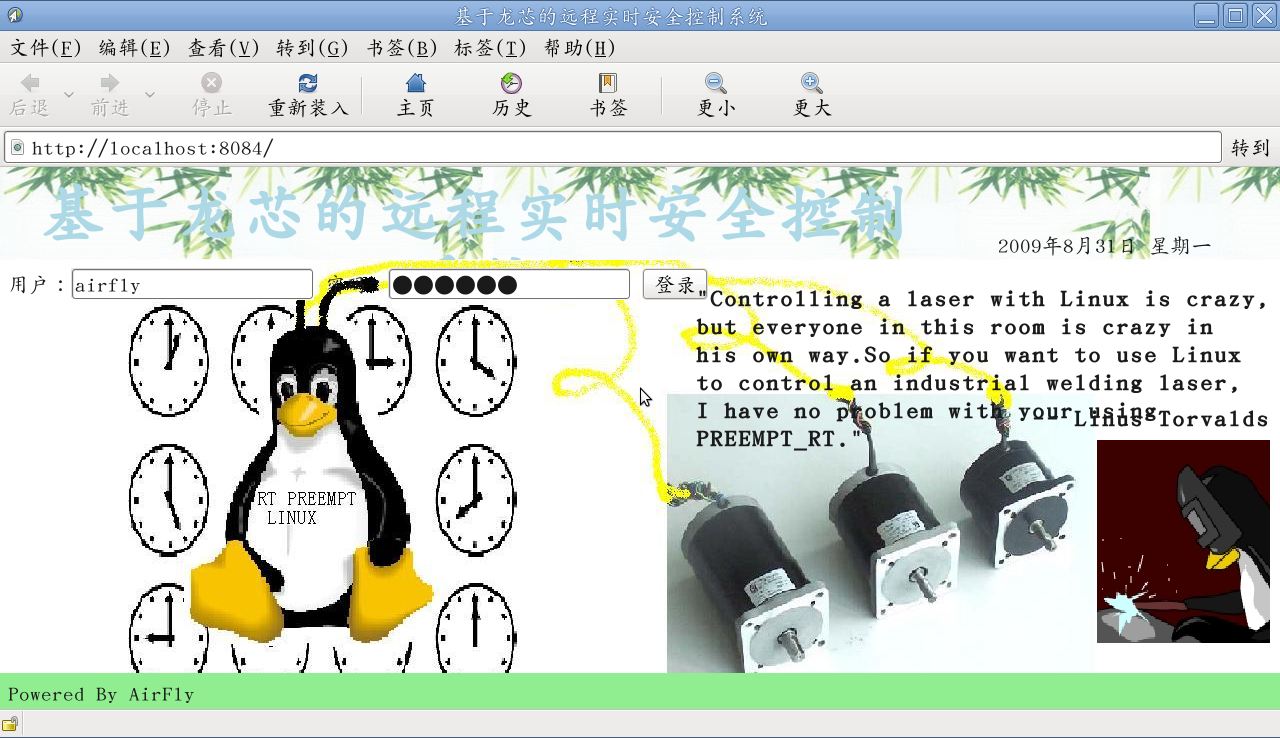 基于龙芯的远程实时安全控制系统
文件(F) 编辑(E) 查看(V) 转到(G) 书签(B) 标签(T) 帮助(H)
后退 前进 停止 重新装入 主页 历史 书签 更小 更大
http://localhost:8084/ 转到
基于龙芯的远程实时安全控制
2009年8月31日 星期一
用户：airfly ●●●●●● 登录
"Controlling a laser with Linux is crazy,
but everyone in this room is crazy in
his own way.So if you want to use Linux
to control an industrial welding laser,
I have no problem with your using
PREEMPT_RT."
Linus Torvalds
RT PREEMPT
LINUX
Powered By AirFly